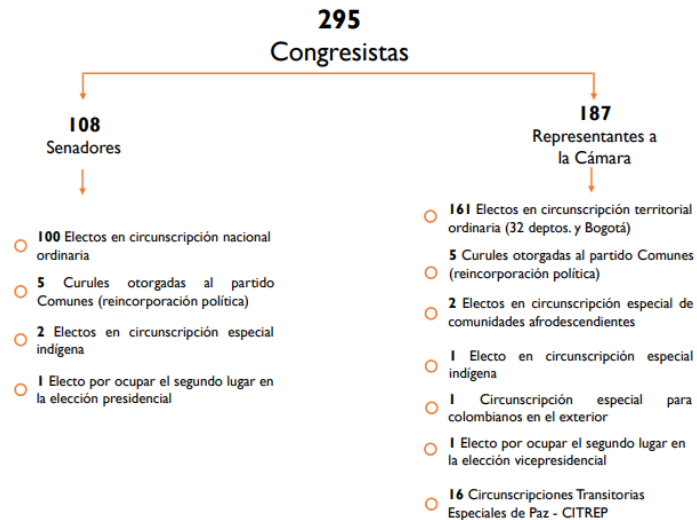 295
Congresistas
108
Senadores
100 Electos en circunscripción nacional
ordinaria
5 Curules otorgadas al partido
Comunes (reincorporación política)
2 Electos en circunscripción especial
indígena
1 Electo por ocupar el segundo lugar en
la elección presidencial
187
Representantes a
la Cámara
161 Electos en circunscripción territorial
ordinaria (32 deptos. y Bogotá)
5 Curules otorgadas al partido Comunes
(reincorporación política)
2 Electos en circunscripción especial de
comunidades afrodescendientes
1 Electo en circunscripción especial
indígena
1 Circunscripción especial para
colombianos en el exterior
1 Electo por ocupar el segundo lugar en
la elección vicepresidencial
16 Circunscripciones Transitorias
Especiales de Paz - CITREP